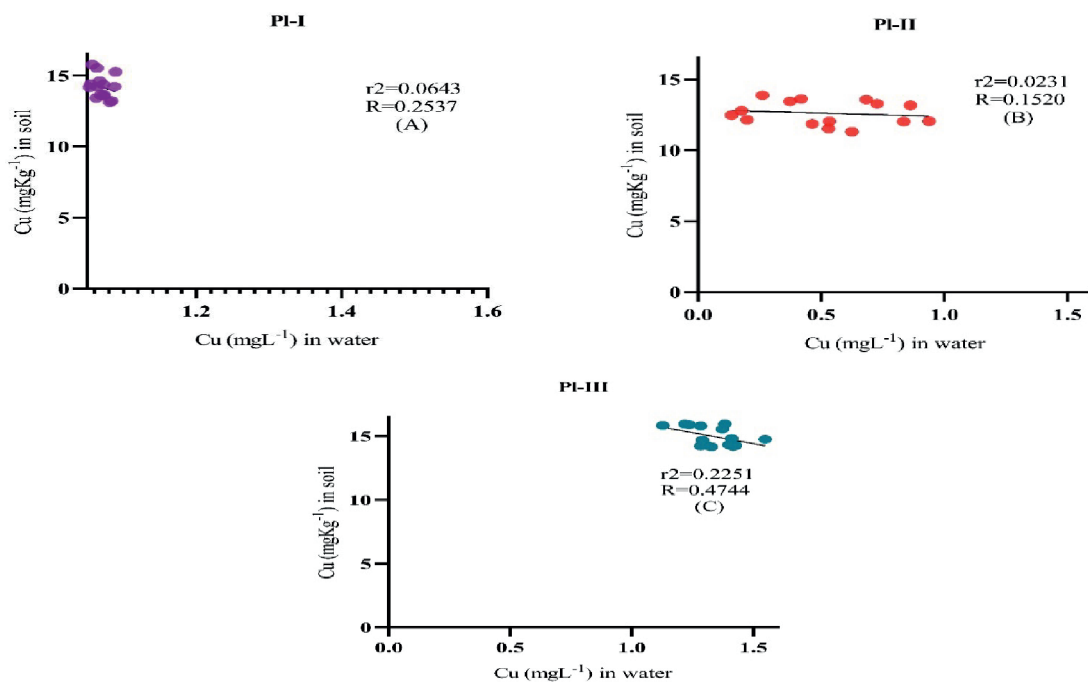 Pl-I
15
10
5
0
Cu (mgKg⁻¹) in soil
r2=0.0643
R=0.2537
(A)
1.2
1.4
1.6
Cu (mgL⁻¹) in water
Pl-II
15
10
5
0
Cu (mgKg⁻¹) in soil
r2=0.0231
R=0.1520
(B)
0.0
0.5
1.0
1.5
Cu (mgL⁻¹) in water
Pl-III
15
10
5
0
Cu (mgKg⁻¹) in soil
r2=0.2251
R=0.4744
(C)
0.0
0.5
1.0
1.5
Cu (mgL⁻¹) in water